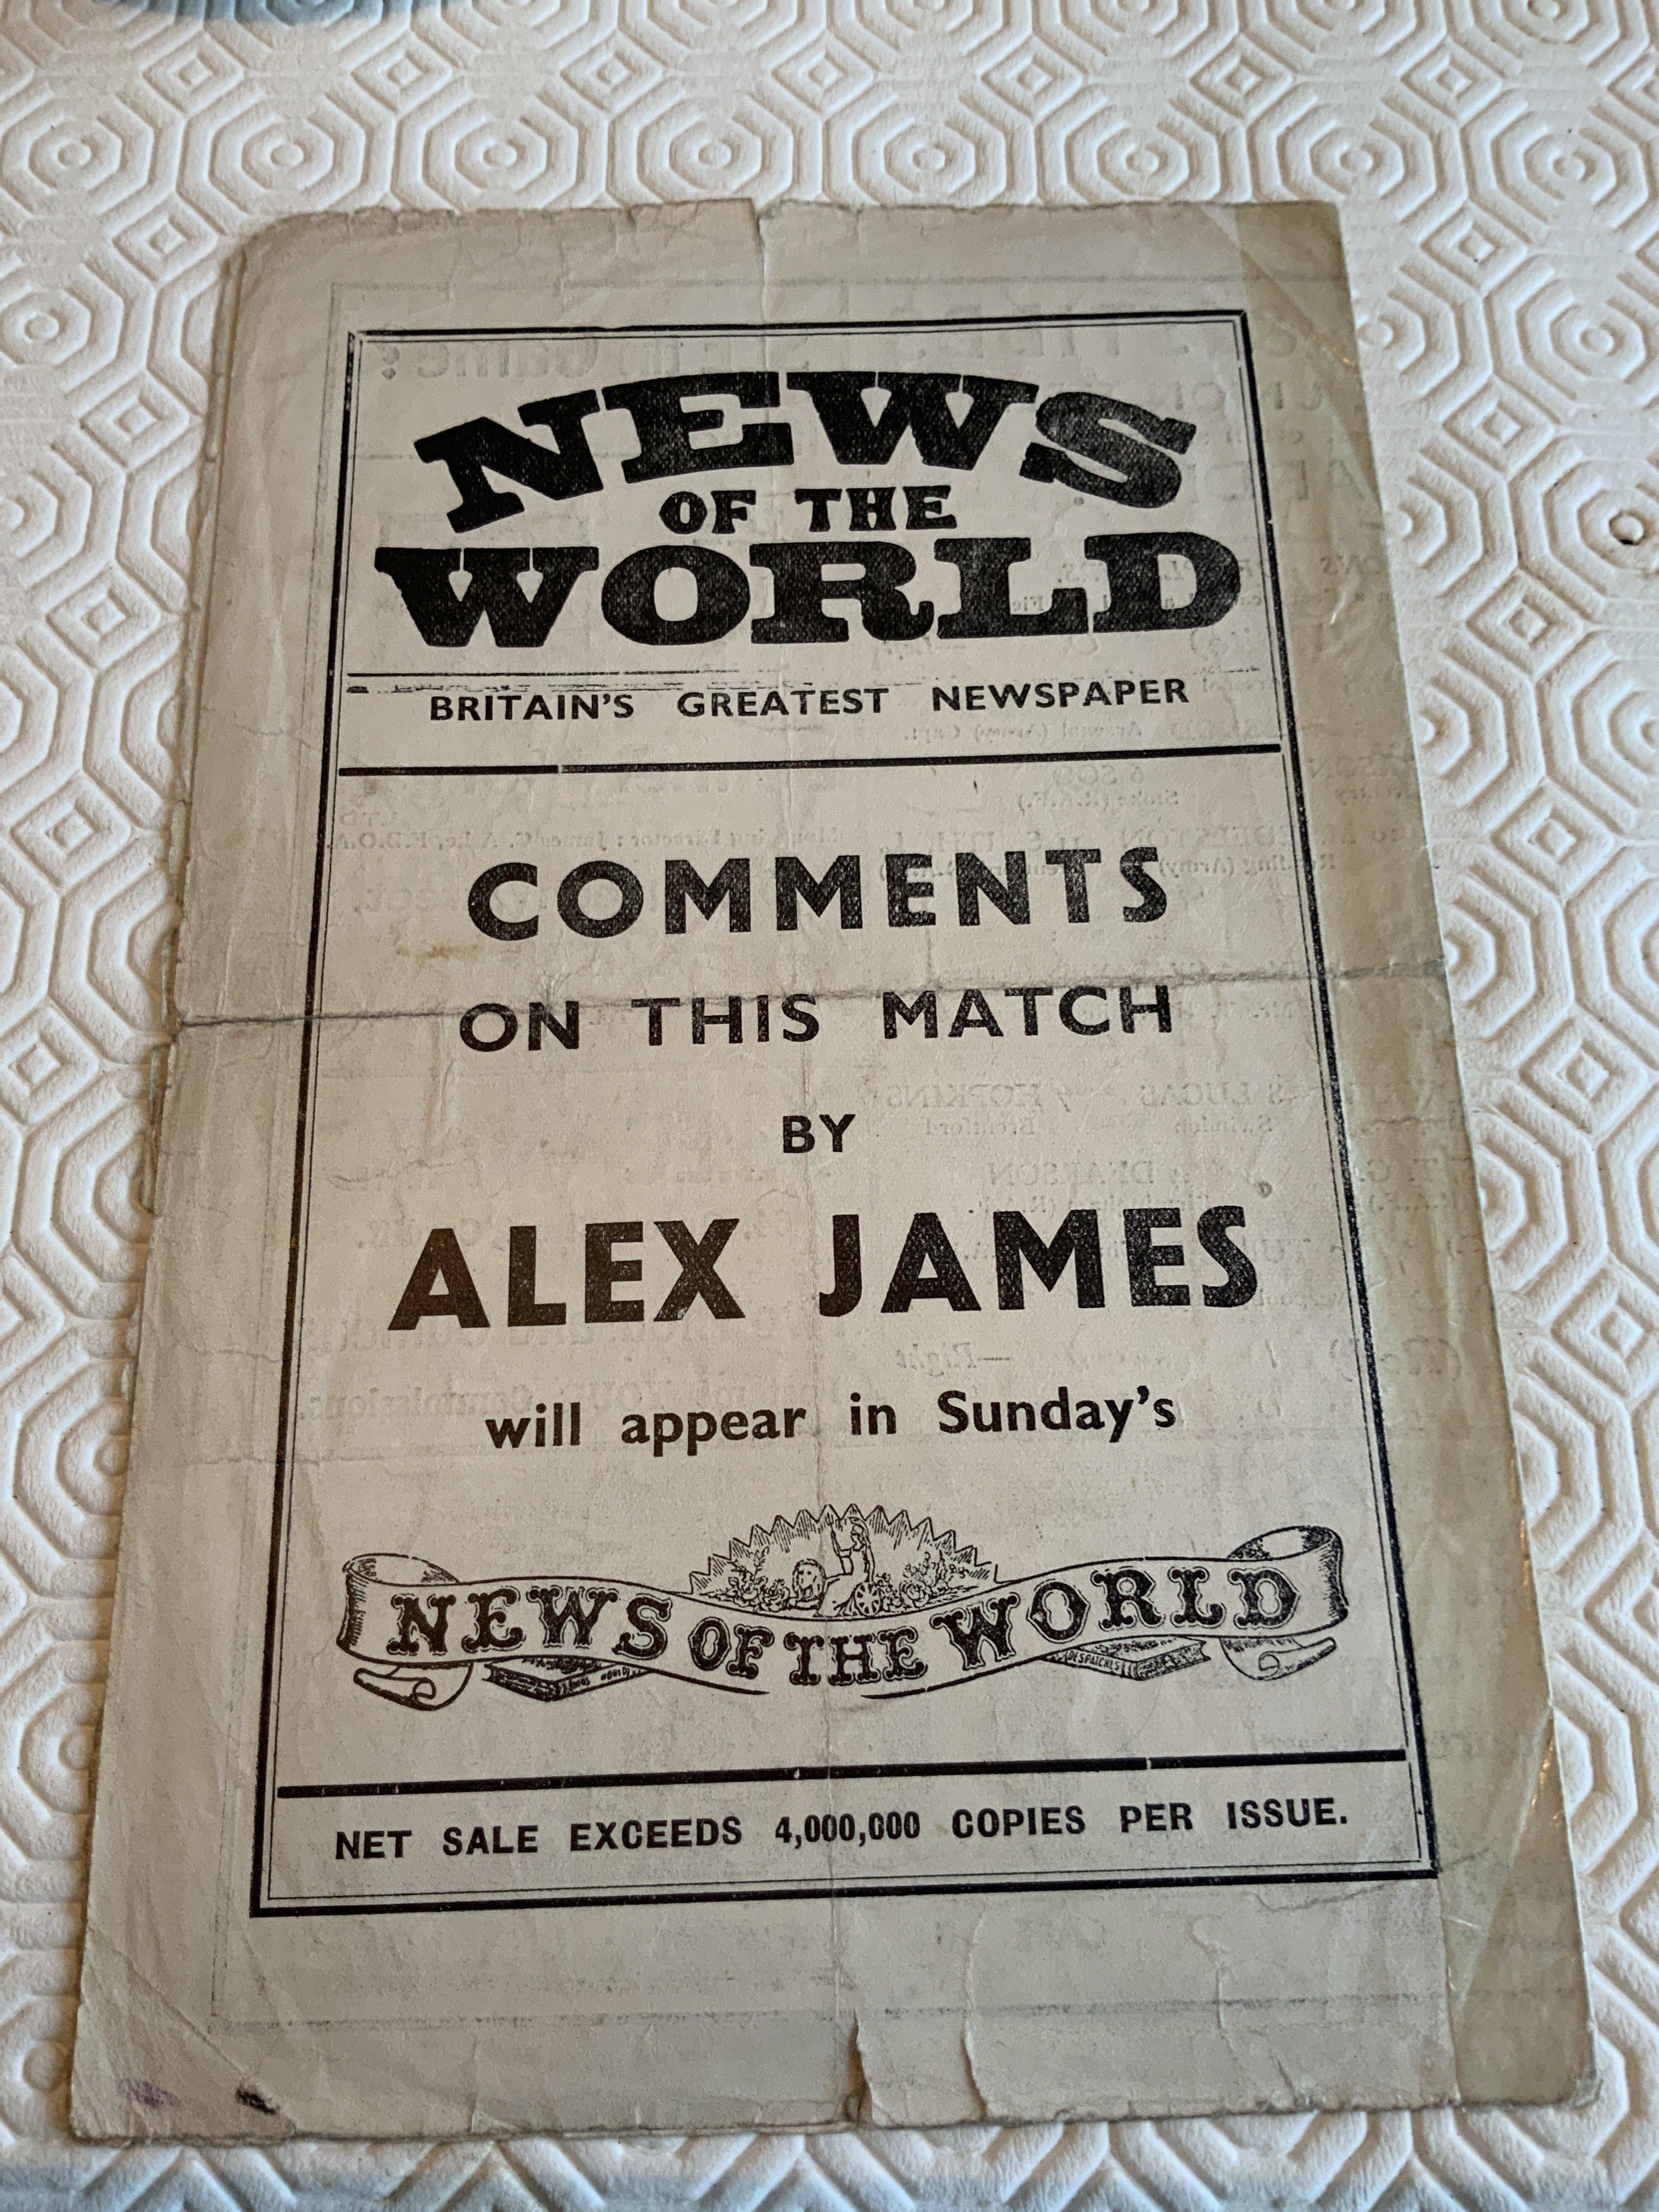 NEWS
OF THE
WORLD
BRITAIN'S GREATEST NEWSPAPER
COMMENTS
ON THIS MATCH
BY
ALEX JAMES
will appear in Sunday's
NEWS OF THE WORLD
DESPATCHES
NET SALE EXCEEDS 4,000,000 COPIES PER ISSUE.